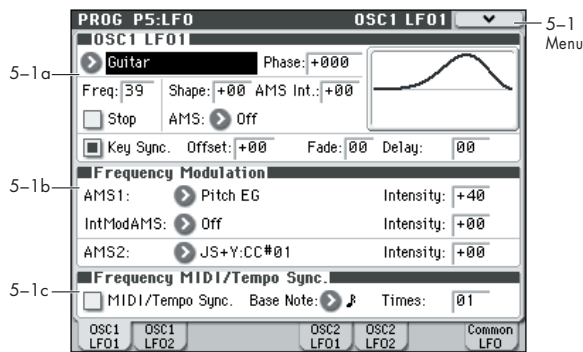 PROG P5:LFO OSC1 LFO1
5–1 Menu
OSC1 LFO1
5–1a
Guitar Phase: +000
Freq: 39 Shape: +00 AMS Int.: +00
Stop AMS: Off
Key Sync. Offset: +00 Fade: 00 Delay: 00
5–1b
Frequency Modulation
AMS1: Pitch EG Intensity: +40
IntModAMS: Off Intensity: +00
AMS2: JS+Y:CC#01 Intensity: +00
5–1c
Frequency MIDI/Tempo Sync.
MIDI/Tempo Sync. Base Note: ♪ Times: 01
OSC1 LFO1 OSC1 LFO2 OSC2 LFO1 OSC2 LFO2 Common LFO